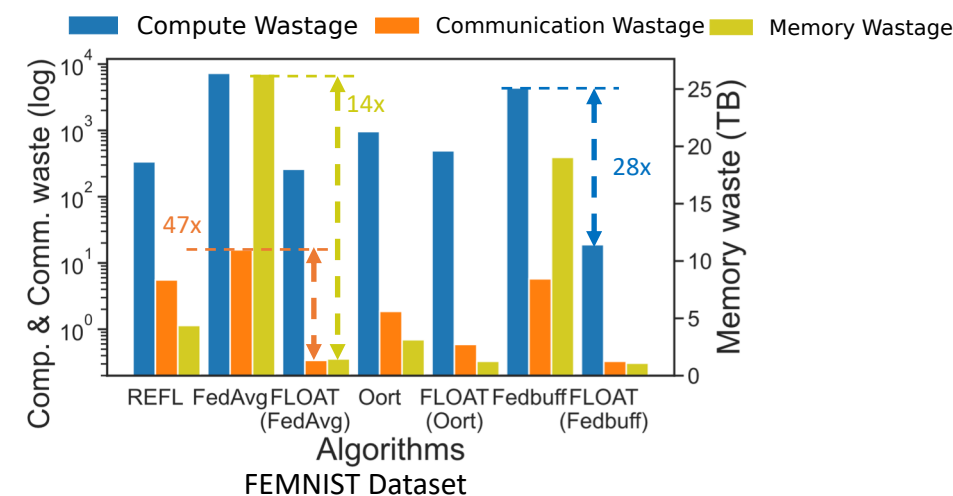 Compute Wastage Communication Wastage Memory Wastage
Comp. & Comm. waste (log)
10^4
10^3
10^2
10^1
10^0
47x
14x
28x
25
20
15
10
5
0
Memory waste (TB)
REFL FedAvg FLOAT (FedAvg) Oort FLOAT (Oort) Fedbuff FLOAT (Fedbuff)
Algorithms
FEMNIST Dataset